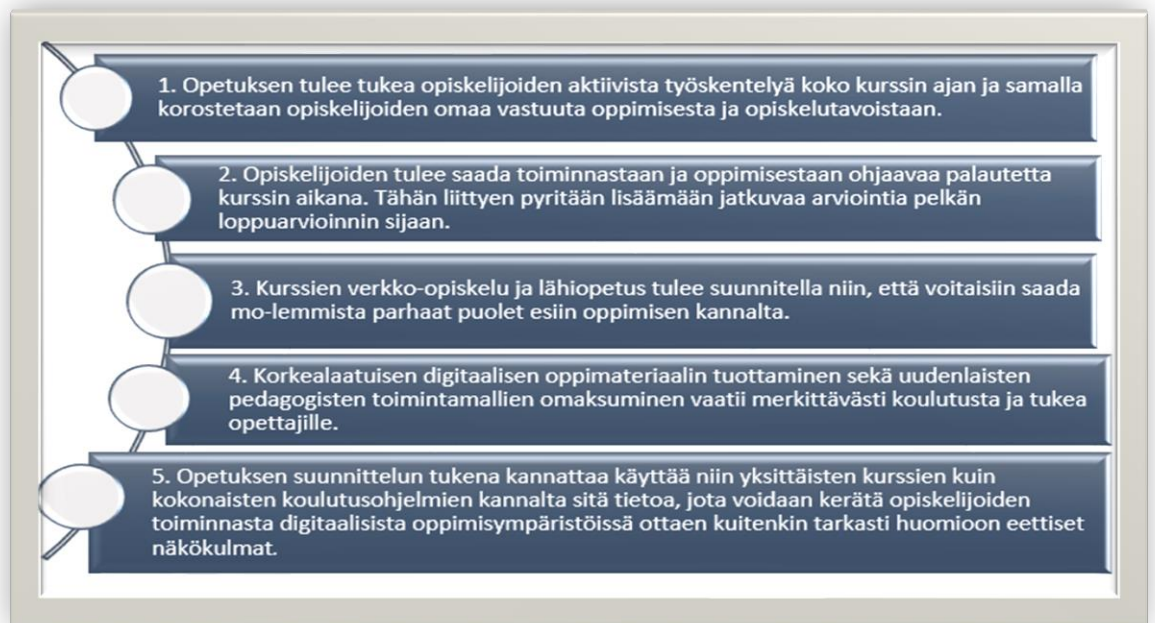 1. Opetuksen tulee tukea opiskelijoiden aktiivista työskentelyä koko kurssin ajan ja samalla
korostetaan opiskelijoiden omaa vastuuta oppimisesta ja opiskelutavoistaan.
2. Opiskelijoiden tulee saada toiminnastaan ja oppimisestaan ohjaavaa palautetta
kurssin aikana. Tähän liittyen pyritään lisäämään jatkuvaa arviointia pelkän
loppuarvioinnin sijaan.
3. Kurssien verkko-opiskelu ja lähiopetus tulee suunnitella niin, että voitaisiin saada
mo-lemmista parhaat puolet esiin oppimisen kannalta.
4. Korkealaatuisen digitaalisen oppimateriaalin tuottaminen sekä uudenlaisten
pedagogisten toimintamallien omaksuminen vaatii merkittävästi koulutusta ja tukea
opettajille.
5. Opetuksen suunnittelun tukena kannattaa käyttää niin yksittäisten kurssien kuin
kokonaisten koulutusohjelmien kannalta sitä tietoa, jota voidaan kerätä opiskelijoiden
toiminnasta digitaalisista oppimisympäristöissä ottaen kuitenkin tarkasti huomioon eettiset
näkökulmat.